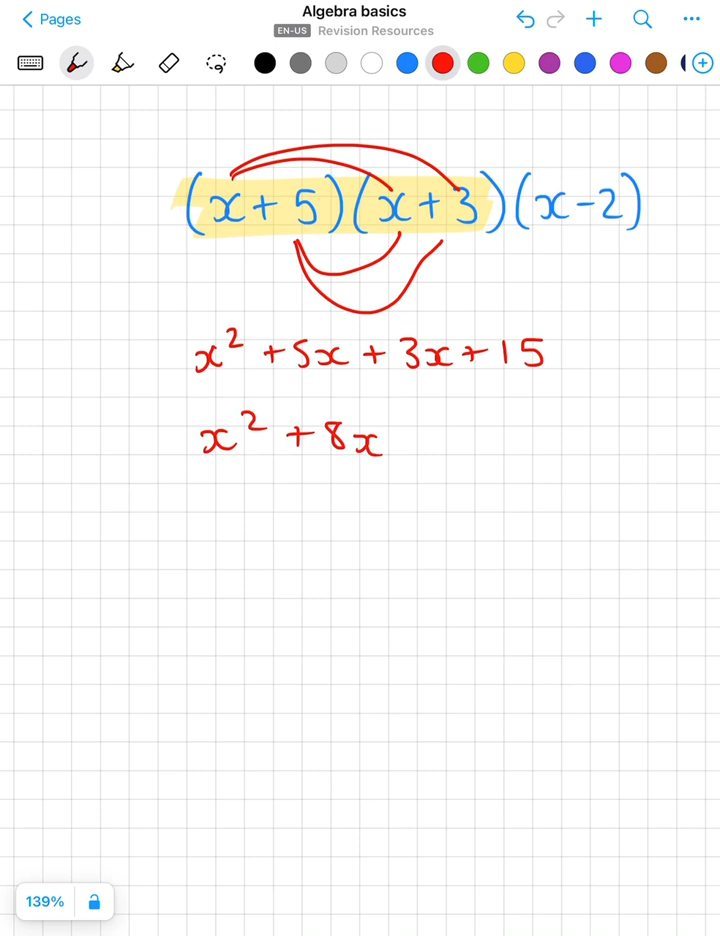 Pages
Algebra basics
EN-US Revision Resources
(x + 5)(x + 3)(x - 2)
x² + 5x + 3x + 15
x² + 8x
139%